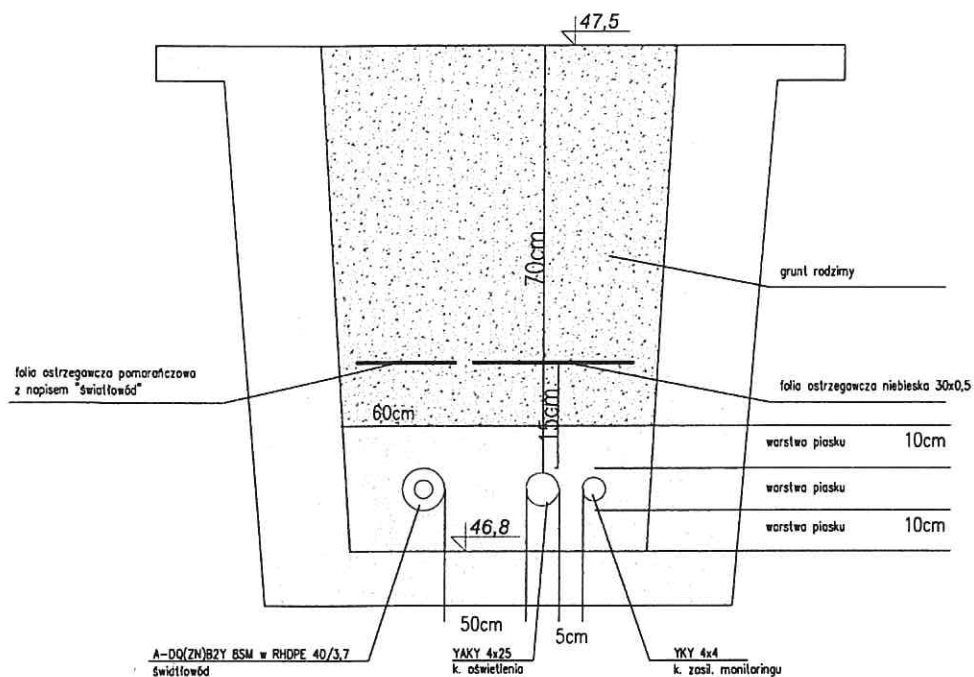 47,5
70cm
grunt rodzimy
folia ostrzegawcza pomarańczowa
z napisem "światłowód"
folia ostrzegawcza niebieska 30x0,5
60cm
15cm
warstwa piasku 10cm
warstwa piasku
warstwa piasku 10cm
46,8
50cm
5cm
A-DQ(ZN)B2Y 8SM w RHDPE 40/3,7
światłowód
YAKY 4x25
k. oświetlenia
YKY 4x4
k. zasil. monitoringu